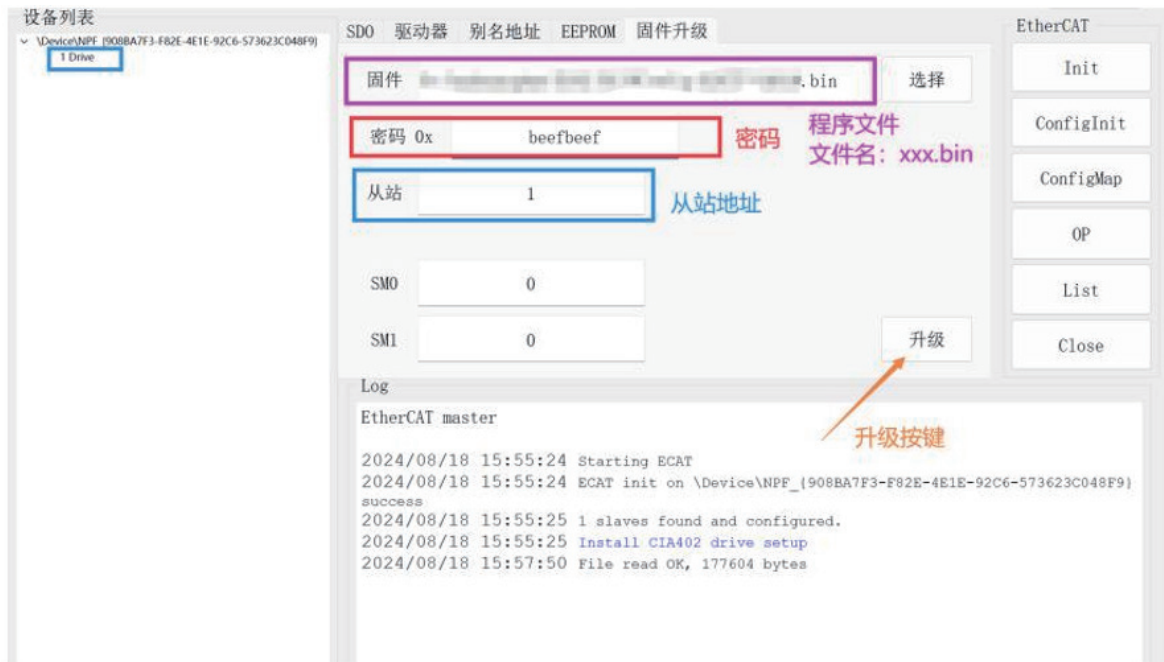 设备列表
\Device\NPF_{908BA7F3-F82E-4E1E-92C6-573623C048F9}
1 Drive
SDO 驱动器 别名地址 EEPROM 固件升级
固件 .bin 选择
密码 0x beefbeef 密码
程序文件
文件名：xxx.bin
从站 1 从站地址
SM0 0
SM1 0
升级
升级按键
EtherCAT
Init
ConfigInit
ConfigMap
OP
List
Close
Log
EtherCAT master
2024/08/18 15:55:24 Starting ECAT
2024/08/18 15:55:24 ECAT init on \Device\NPF_{908BA7F3-F82E-4E1E-92C6-573623C048F9}
success
2024/08/18 15:55:25 1 slaves found and configured.
2024/08/18 15:55:25 Install CIA402 drive setup
2024/08/18 15:57:50 File read OK, 177604 bytes